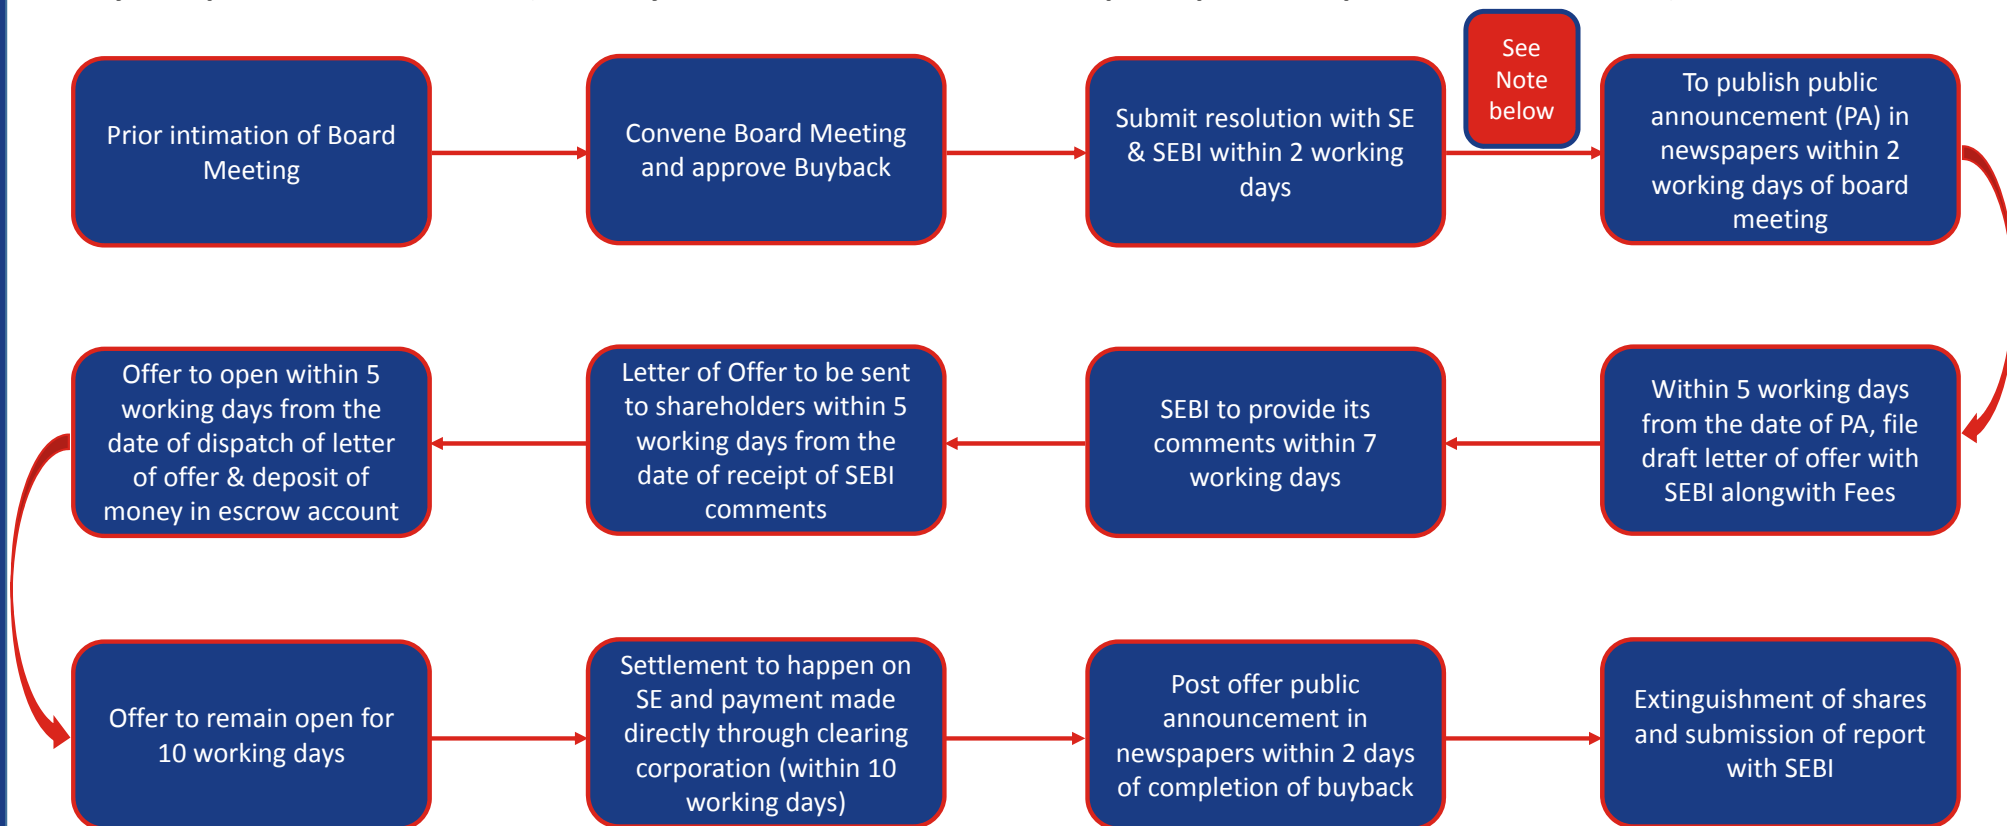 Prior intimation of Board
Meeting
Convene Board Meeting
and approve Buyback
Submit resolution with SE
& SEBI within 2 working
days
See
Note
below
To publish public
announcement (PA) in
newspapers within 2
working days of board
meeting
Within 5 working days
from the date of PA, file
draft letter of offer with
SEBI alongwith Fees
SEBI to provide its
comments within 7
working days
Letter of Offer to be sent
to shareholders within 5
working days from the
date of receipt of SEBI
comments
Offer to open within 5
working days from the
date of dispatch of letter
of offer & deposit of
money in escrow account
Offer to remain open for
10 working days
Settlement to happen on
SE and payment made
directly through clearing
corporation (within 10
working days)
Post offer public
announcement in
newspapers within 2 days
of completion of buyback
Extinguishment of shares
and submission of report
with SEBI